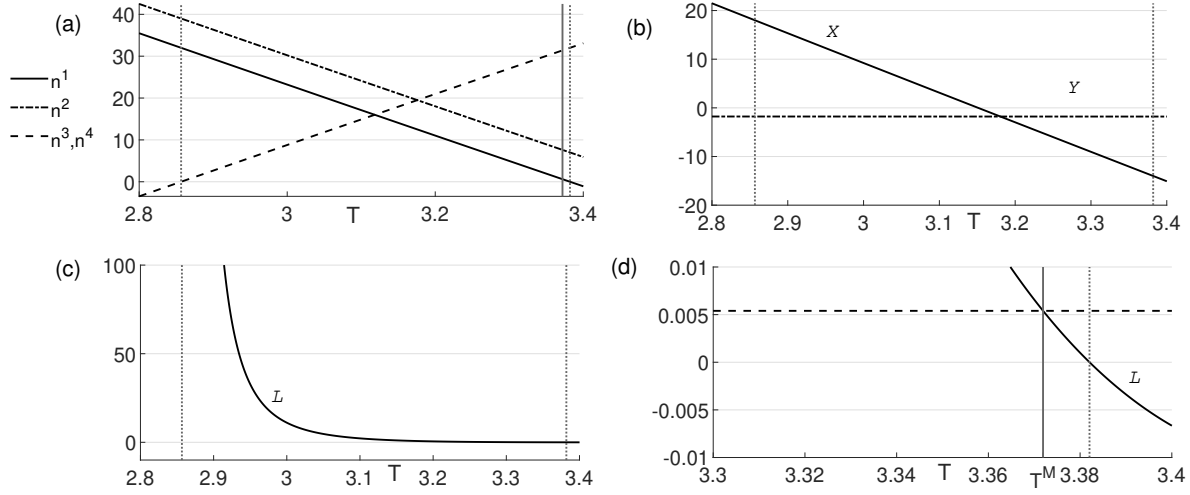 (a)
40
30
20
10
0
2.8 3 T 3.2 3.4
n¹
n²
n³,n⁴
(b)
20
10
0
-10
-20
X
Y
2.8 2.9 3 3.1 T 3.2 3.3 3.4
(c)
100
50
0
L
2.8 2.9 3 3.1 T 3.2 3.3 3.4
(d)
0.01
0.005
0
-0.005
-0.01
L
3.3 3.32 3.34 T 3.36 Tᴹ 3.38 3.4